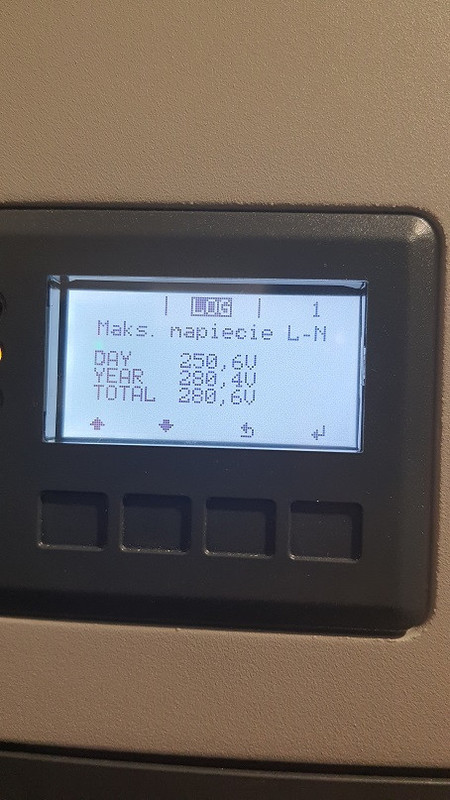 LOG 1
Maks. napiecie L-N
DAY 250,6V
YEAR 280,4V
TOTAL 280,6V